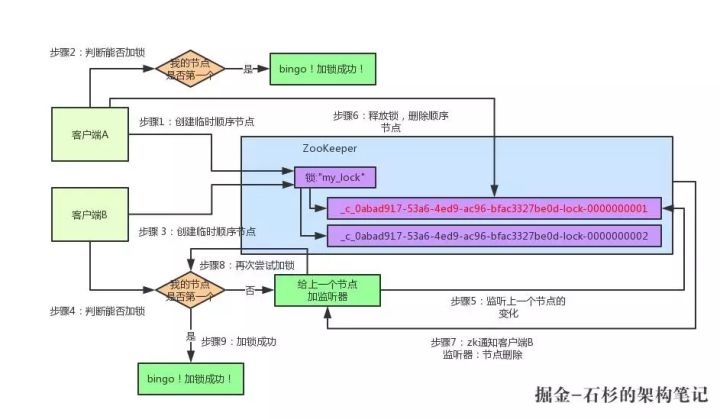 步骤2：判断能否加锁
我的节点
是否第一个
是
bingo！加锁成功！
步骤1：创建临时顺序节点
步骤6：释放锁，删除顺序
节点
客户端A
ZooKeeper
锁:"my_lock"
_c_0abad917-53a6-4ed9-ac96-bfac3327be0d-lock-0000000001
客户端B
_c_0abad917-53a6-4ed9-ac96-bfac3327be0d-lock-0000000002
步骤 3：创建临时顺序节点
步骤8：再次尝试加锁
我的节点
是否第一个
否
给上一个节点
加监听器
步骤4：判断能否加锁
步骤5：监听上一个节点的
变化
是
步骤9：加锁成功
步骤7：zk通知客户端B
监听器：节点删除
bingo！加锁成功！
掘金-石杉的架构笔记